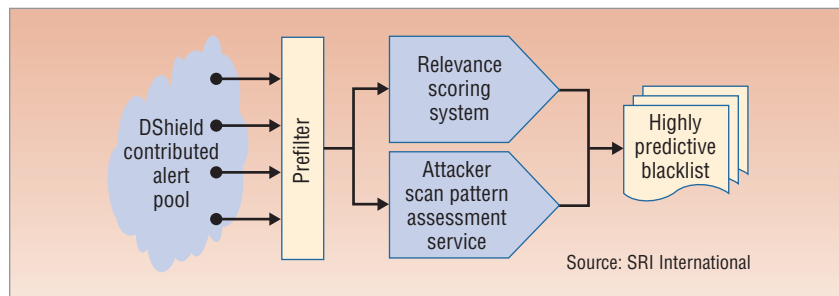 DShield
contributed
alert
pool
Prefilter
Relevance
scoring
system
Attacker
scan pattern
assessment
service
Highly
predictive
blacklist
Source: SRI International